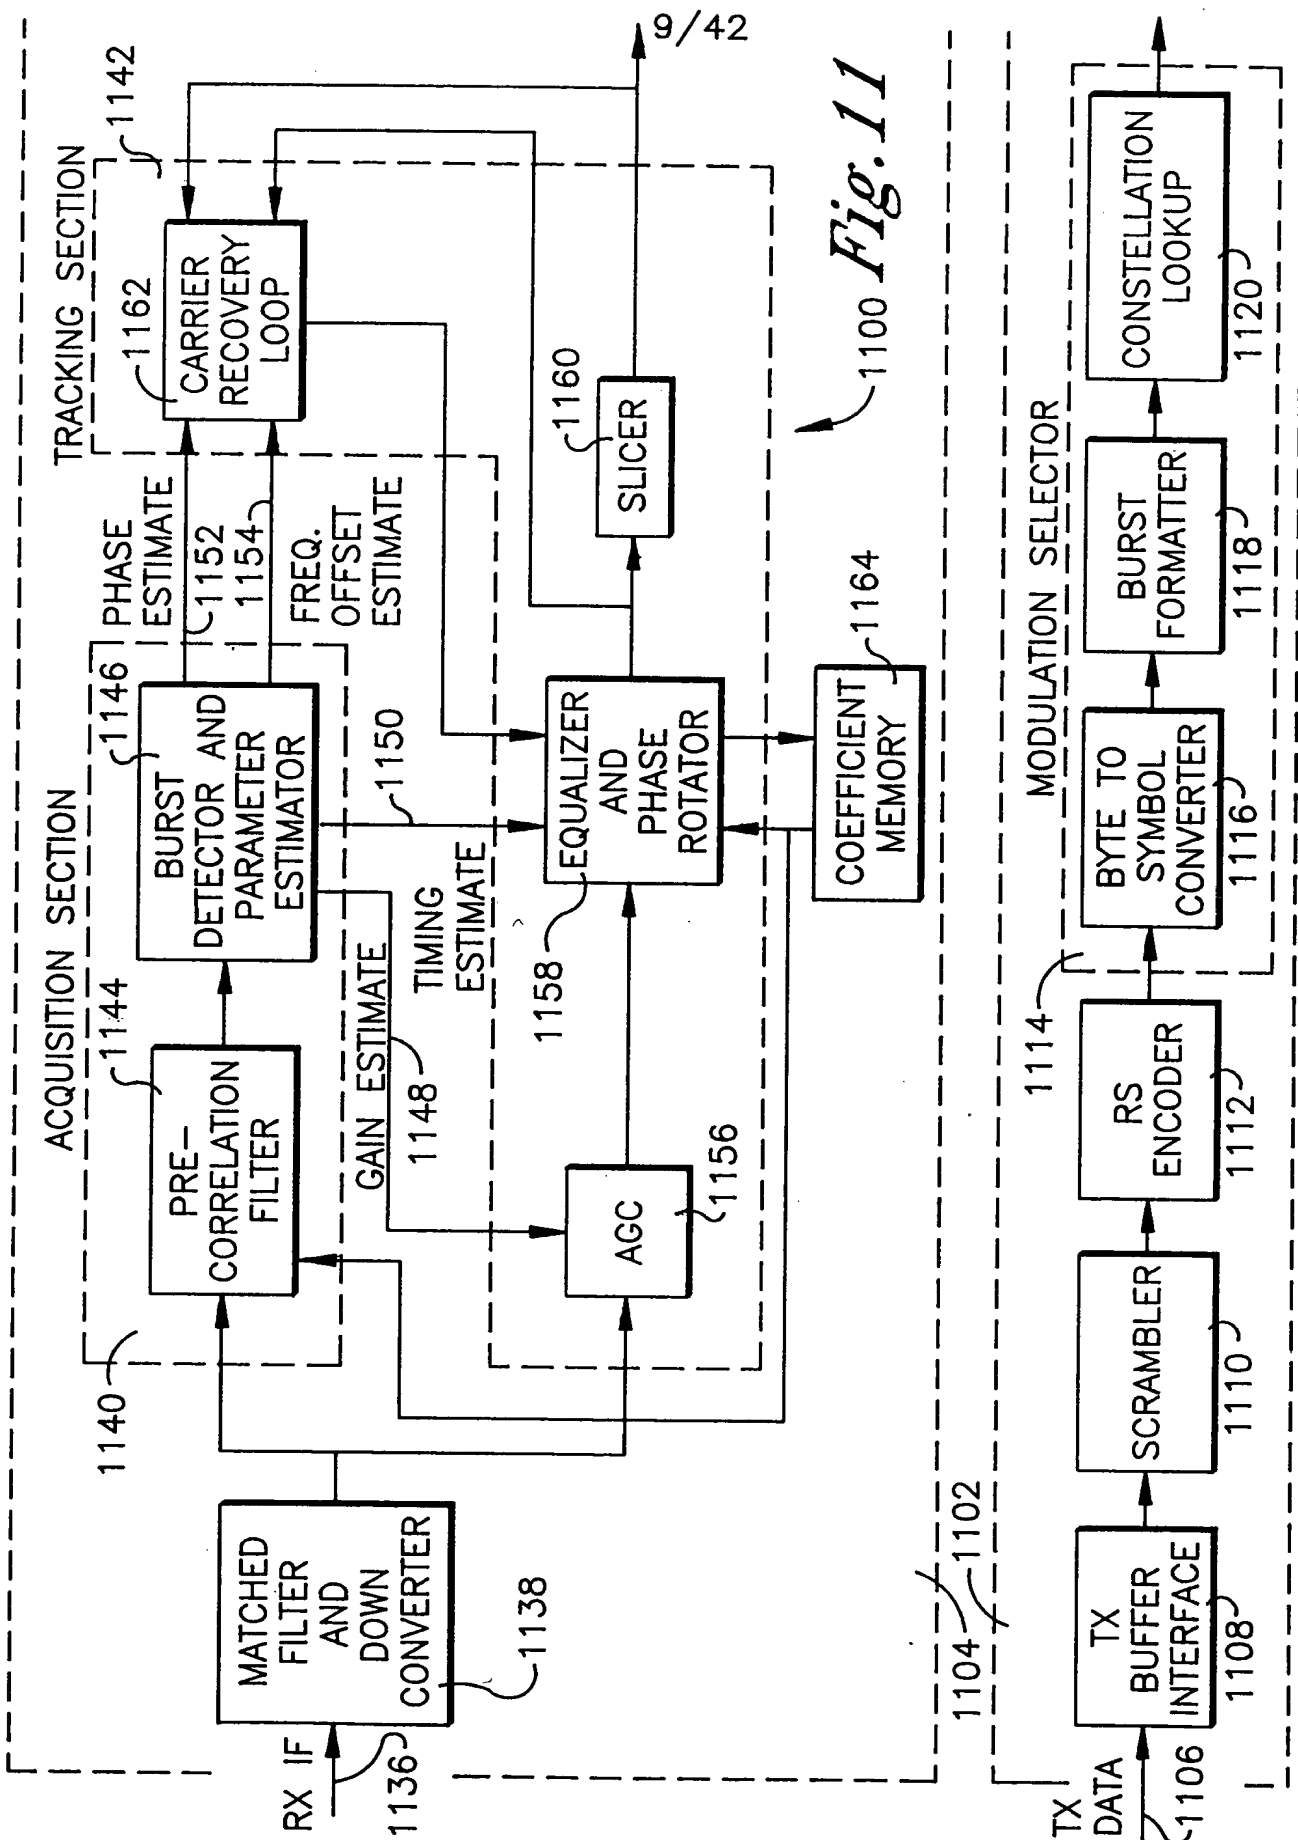 9/42
TRACKING SECTION
1142
1162
CARRIER
RECOVERY
LOOP
PHASE
ESTIMATE
1152
1154
FREQ.
OFFSET
ESTIMATE
ACQUISITION SECTION
1144
PRE-
CORRELATION
FILTER
1146
BURST
DETECTOR AND
PARAMETER
ESTIMATOR
1140
GAIN ESTIMATE
1148
TIMING
ESTIMATE
1150
RX IF
1136
MATCHED
FILTER
AND
DOWN
CONVERTER
1138
AGC
1156
1158
EQUALIZER
AND
PHASE
ROTATOR
SLICER
1160
COEFFICIENT
MEMORY
1164
1100
Fig.11
1104
1102
TX
DATA
1106
TX
BUFFER
INTERFACE
1108
SCRAMBLER
1110
RS
ENCODER
1112
MODULATION SELECTOR
1114
BYTE TO
SYMBOL
CONVERTER
1116
BURST
FORMATTER
1118
CONSTELLATION
LOOKUP
1120